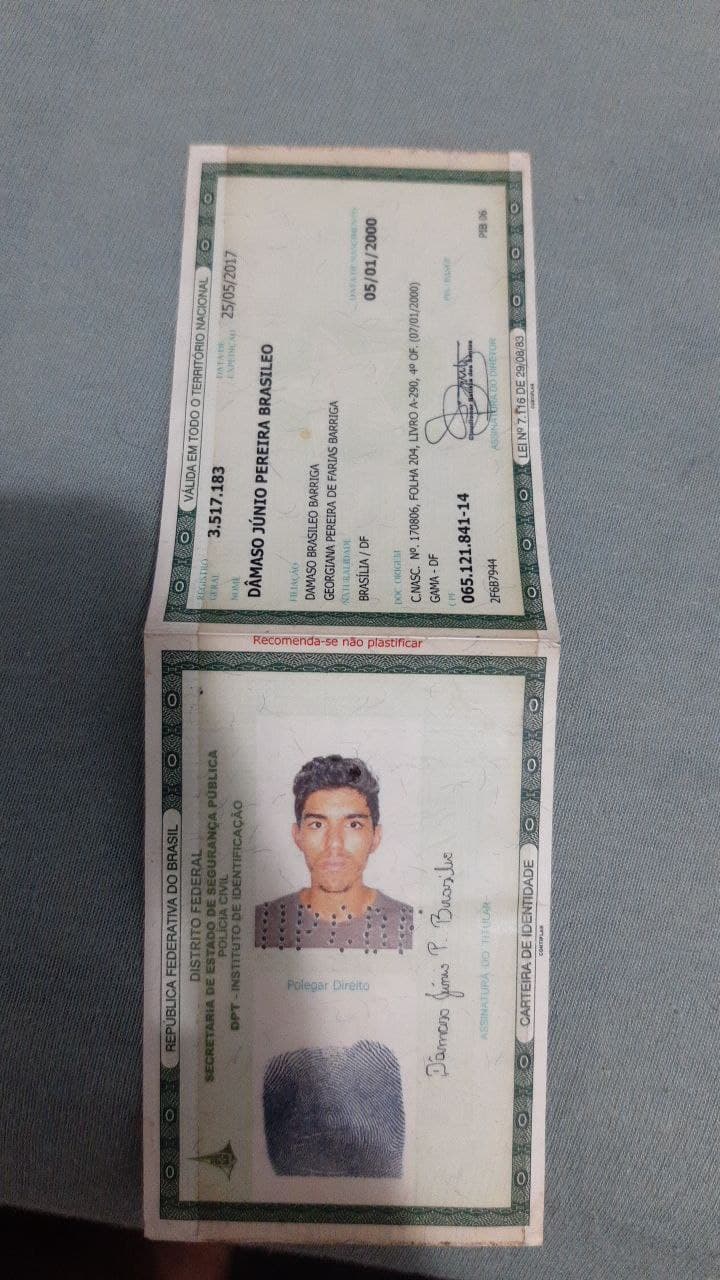 REPÚBLICA FEDERATIVA DO BRASIL
DISTRITO FEDERAL
SECRETARIA DE ESTADO DE SEGURANÇA PÚBLICA
POLÍCIA CIVIL
DPT - INSTITUTO DE IDENTIFICAÇÃO
Polegar Direito
Dâmaso Júnio P. Brasileo
ASSINATURA DO TITULAR
CARTEIRA DE IDENTIDADE
Recomenda-se não plastificar
VÁLIDA EM TODO O TERRITÓRIO NACIONAL
REGISTRO GERAL 3.517.183 DATA DE EXPEDIÇÃO 25/05/2017
NOME
DÂMASO JÚNIO PEREIRA BRASILEO
FILIAÇÃO
DAMASO BRASILEO BARRIGA
GEORGIANA PEREIRA DE FARIAS BARRIGA
NATURALIDADE DATA DE NASCIMENTO
BRASÍLIA / DF 05/01/2000
DOC ORIGEM
C.NASC. Nº. 170806, FOLHA 204, LIVRO A-290, 4º OF. (07/01/2000)
GAMA - DF
CPF
065.121.841-14
2F6B7944 PIB 06
ASSINATURA DO DIRETOR
LEI Nº 7.116 DE 29/08/83